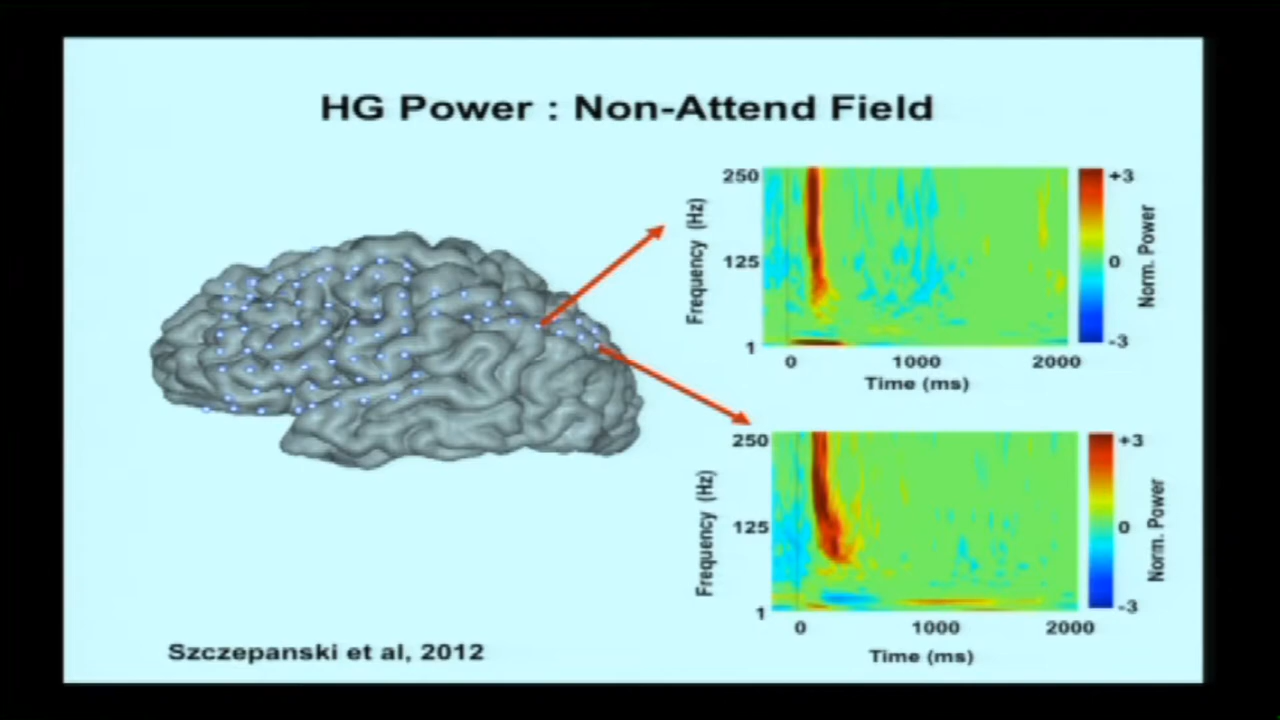 HG Power : Non-Attend Field
250
125
1
Frequency (Hz)
0
1000
2000
Time (ms)
+3
0
-3
Norm. Power
250
125
1
Frequency (Hz)
0
1000
2000
Time (ms)
+3
0
-3
Norm. Power
Szczepanski et al, 2012